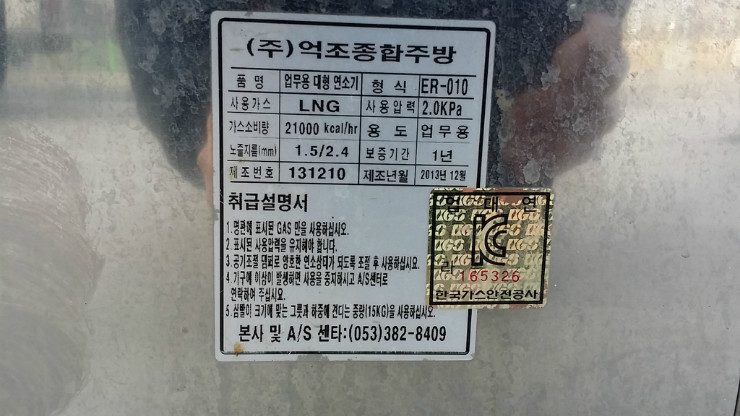 (주)억조종합주방
품 명 업무용 대형 연소기 형 식 ER-010
사용가스 LNG 사용압력 2.0KPa
가스소비량 21000 kcal/hr 용 도 업무용
노즐지름(mm) 1.5/2.4 보증기간 1년
제조번호 131210 제조년월 2013년 12월
취급설명서
1. 명판에 표시된 GAS 만을 사용하십시오.
2. 표시된 사용압력을 유지해야 합니다.
3. 공기조절 댐퍼로 양호한 연소상태가 되도록 조절 후 사용하십시오.
4. 기구에 이상이 발생하면 사용을 중지해시고 A/S센터로
연락하여 주십시오.
5. 삼발이 크기에 맞는 그릇과 하중에 견디는 중량(15KG)을 사용하십시오.
본사 및 A/S 센타:(053)382-8409
업 대 연
KGS
라 165326
한국가스안전공사